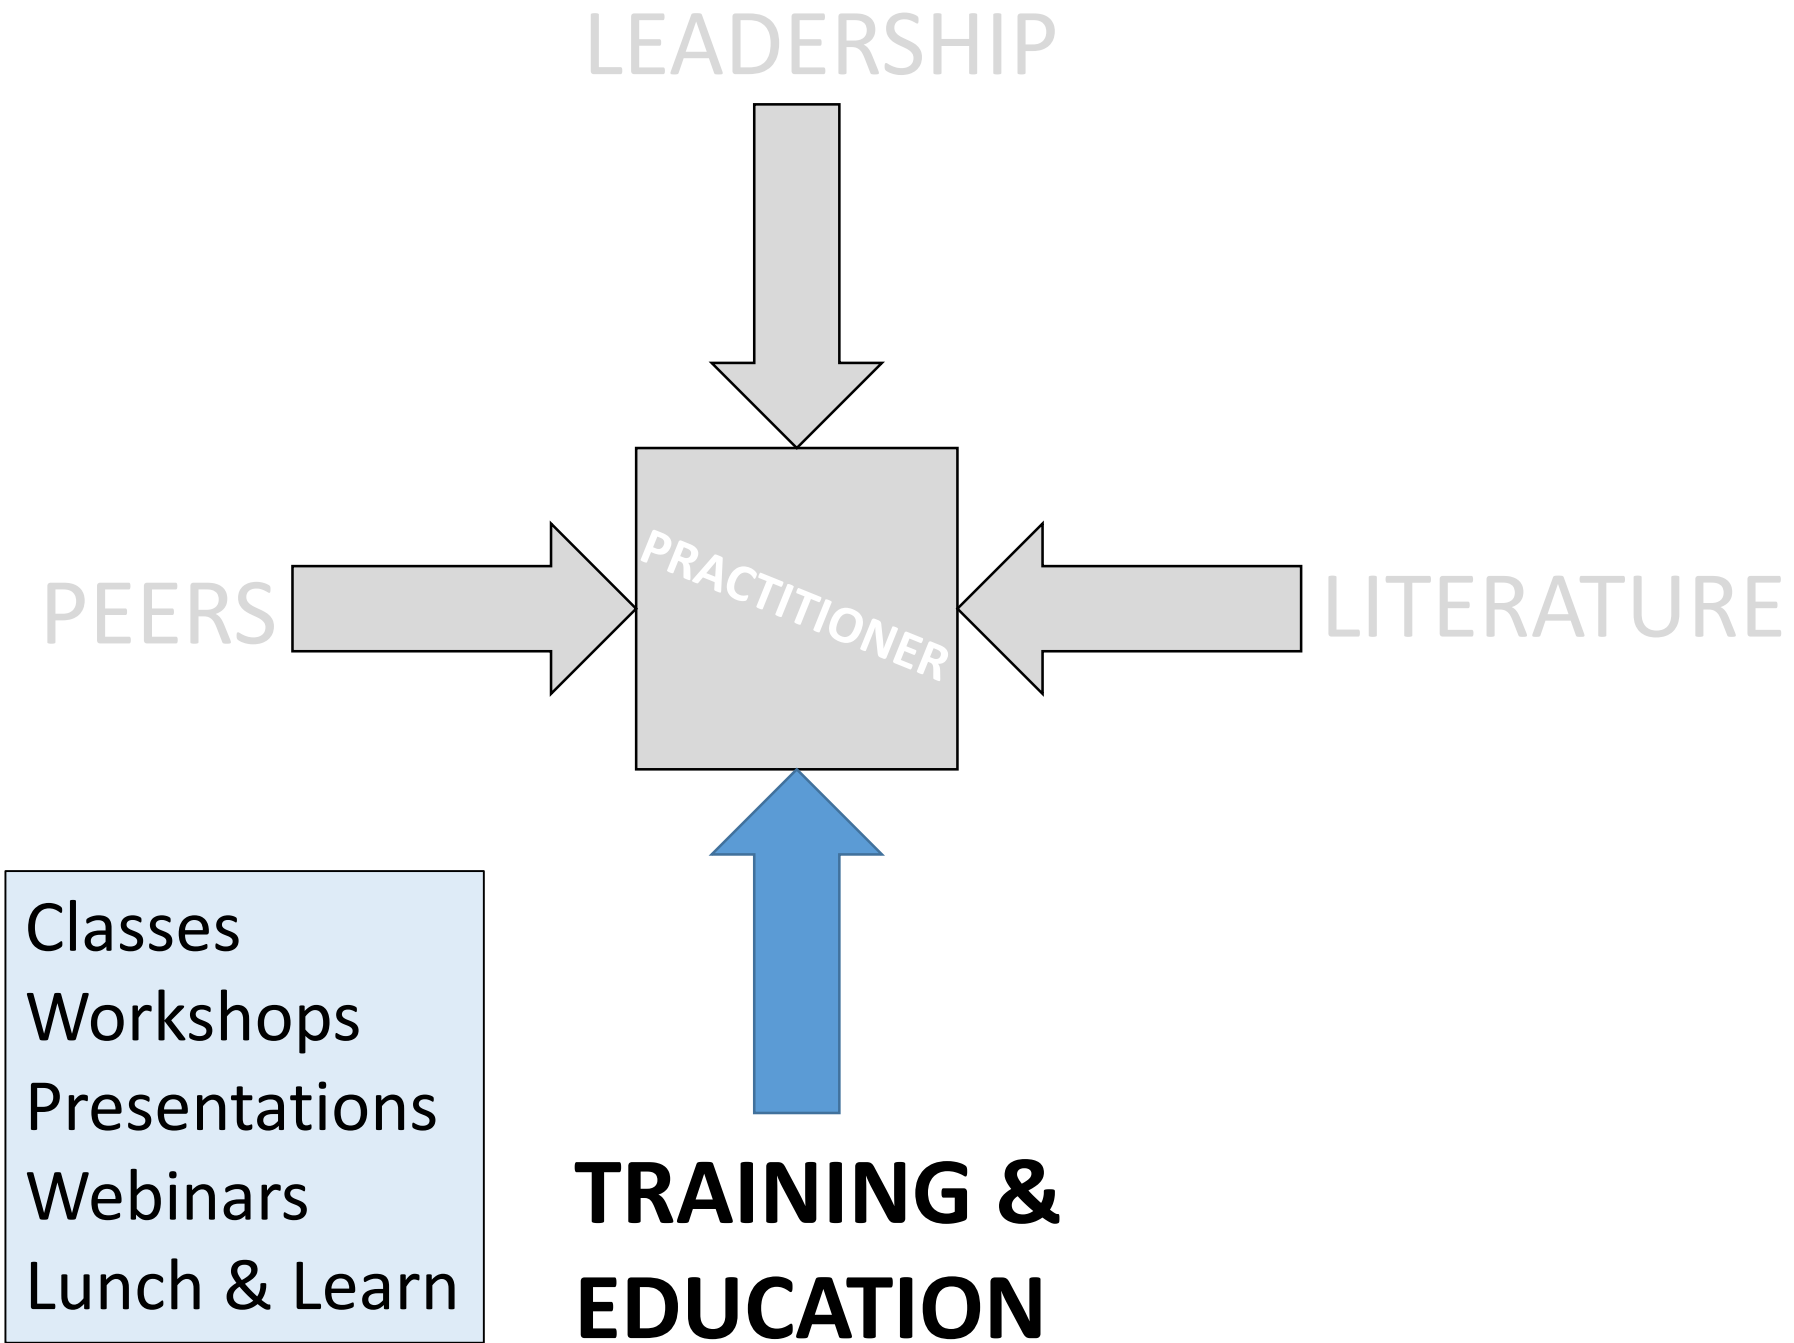 LEADERSHIP
PEERS
PRACTITIONER
LITERATURE
Classes
Workshops
Presentations
Webinars
Lunch & Learn
TRAINING &
EDUCATION